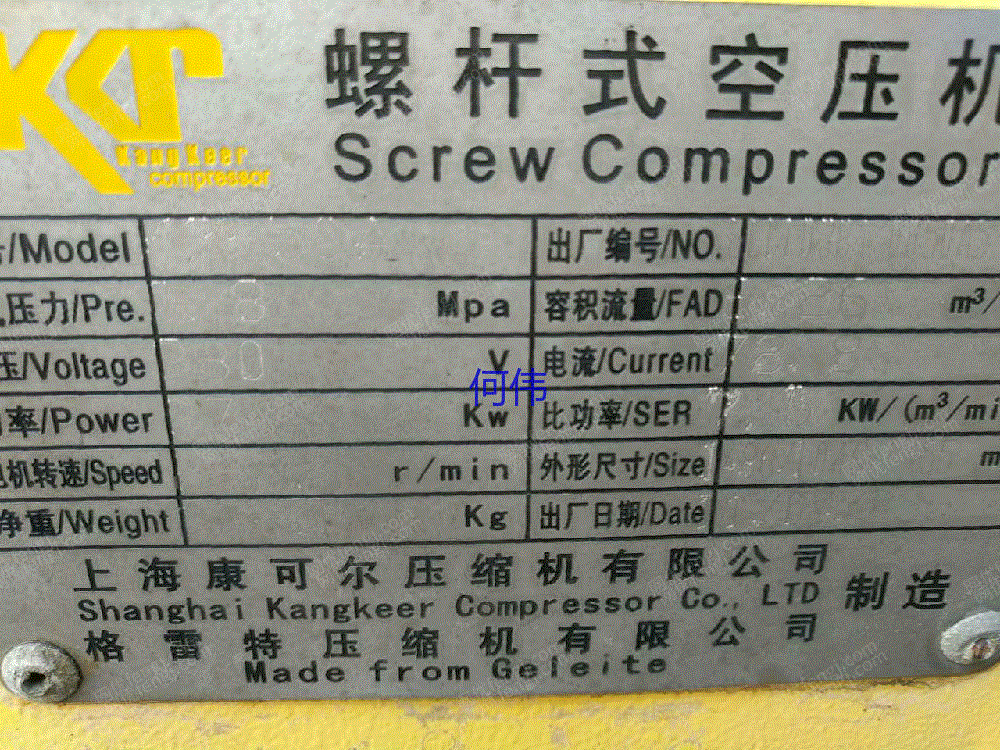 KKr
Kang Keer
compressor
螺杆式空压机
Screw Compressor
/Model 出厂编号/NO.
压力/Pre. Mpa 容积流量/FAD m³/
压/Voltage V 电流/Current
率/Power Kw 比功率/SER KW/(m³/mi
电机转速/Speed r/min 外形尺寸/Size m
净重/Weight Kg 出厂日期/Date
何伟
上海康可尔压缩机有限公司
Shanghai Kangkeer Compressor Co., LTD 制造
格雷特压缩机有限公司
Made from Geleite